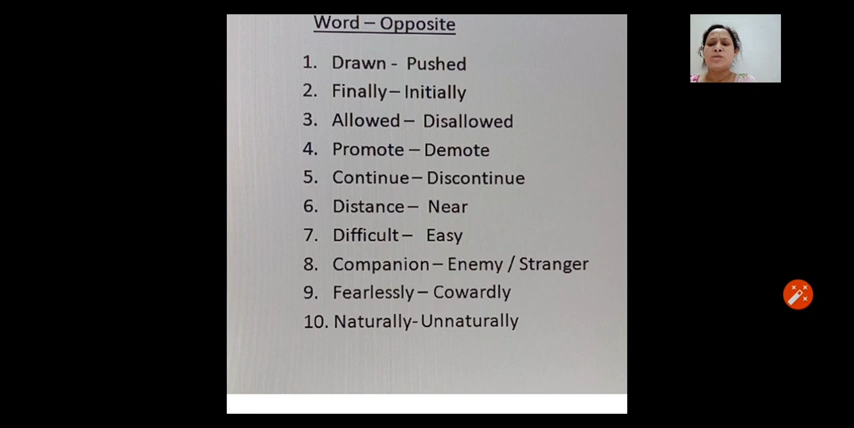 Word – Opposite
1. Drawn - Pushed
2. Finally – Initially
3. Allowed – Disallowed
4. Promote – Demote
5. Continue – Discontinue
6. Distance – Near
7. Difficult – Easy
8. Companion – Enemy / Stranger
9. Fearlessly – Cowardly
10. Naturally- Unnaturally